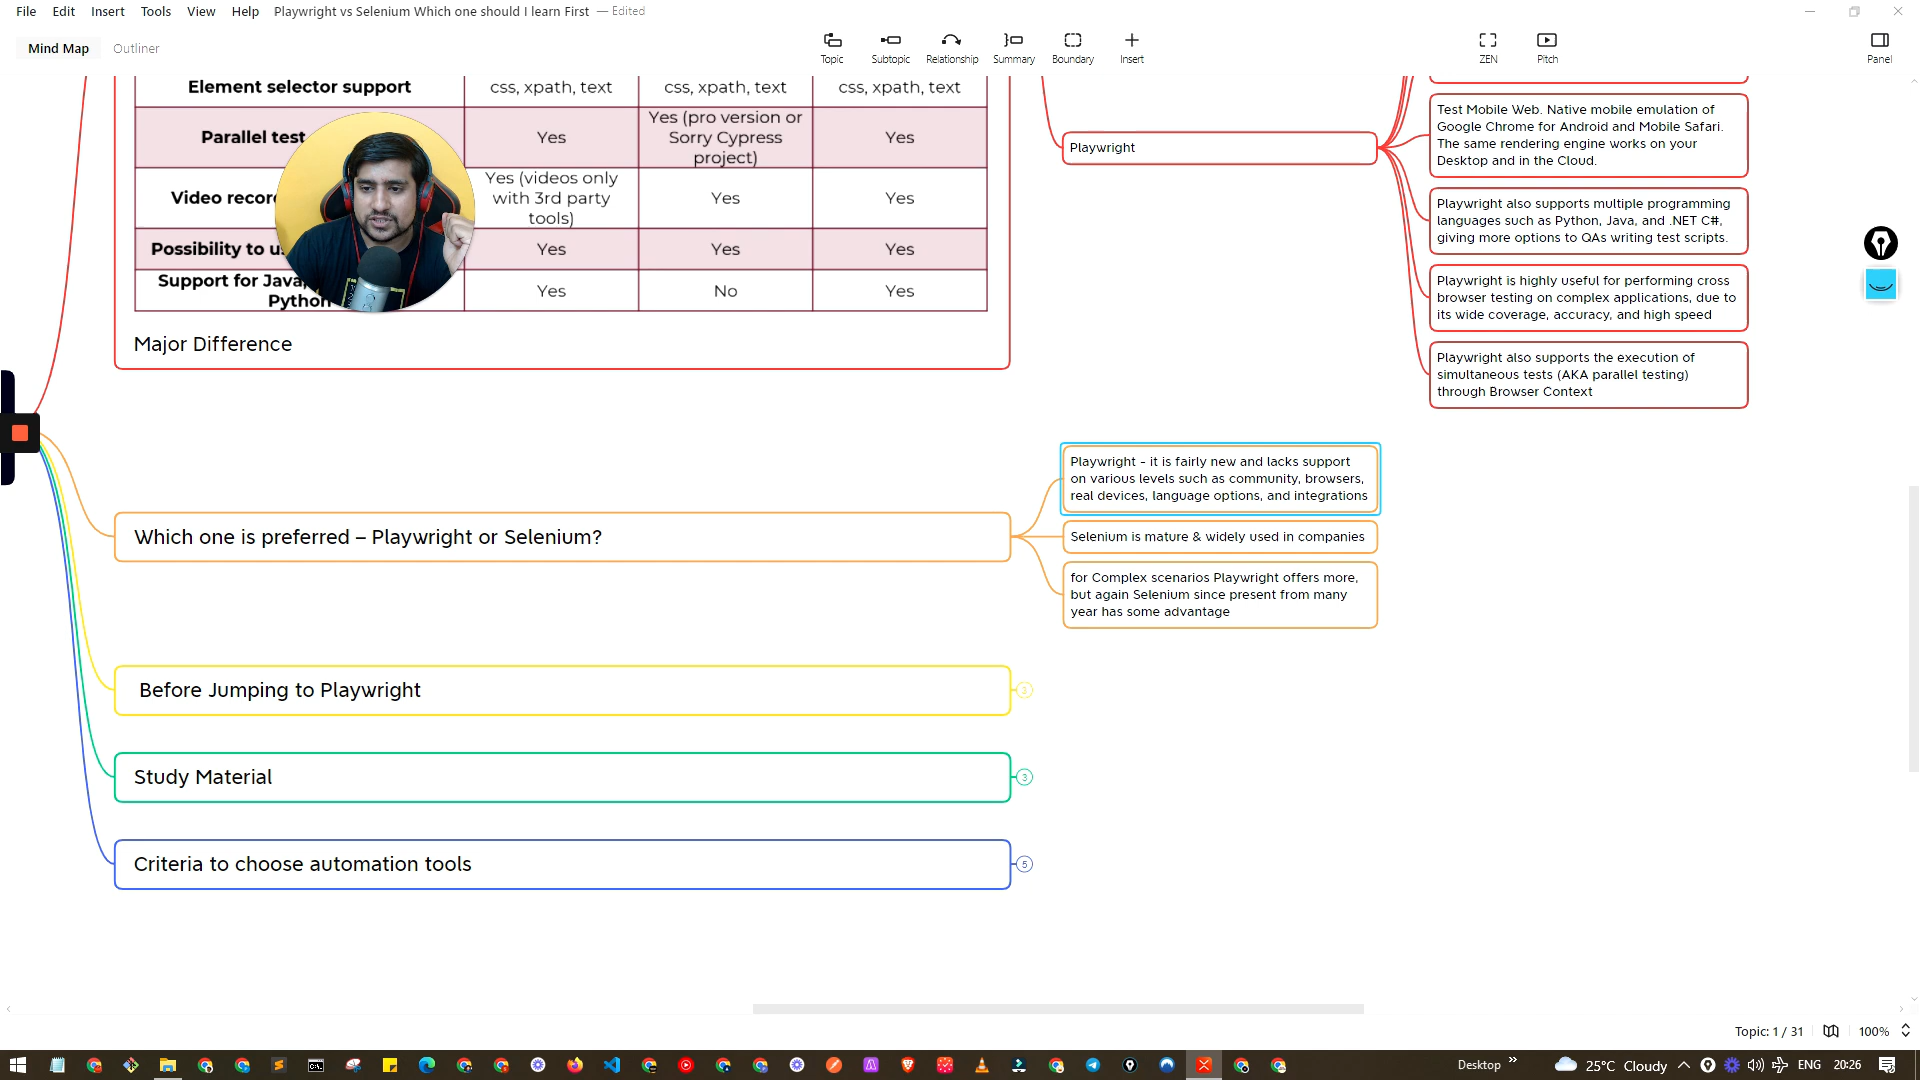 File Edit Insert Tools View Help Playwright vs Selenium Which one should I learn First — Edited
Mind Map Outliner
Topic Subtopic Relationship Summary Boundary Insert ZEN Pitch Panel
Element selector support css, xpath, text css, xpath, text css, xpath, text
Parallel test Yes Yes (pro version or Sorry Cypress project) Yes
Video recor Yes (videos only with 3rd party tools) Yes Yes
Possibility to u Yes Yes Yes
Support for Java, Python Yes No Yes
Major Difference
Playwright
Test Mobile Web. Native mobile emulation of
Google Chrome for Android and Mobile Safari.
The same rendering engine works on your
Desktop and in the Cloud.
Playwright also supports multiple programming
languages such as Python, Java, and .NET C#,
giving more options to QAs writing test scripts.
Playwright is highly useful for performing cross
browser testing on complex applications, due to
its wide coverage, accuracy, and high speed
Playwright also supports the execution of
simultaneous tests (AKA parallel testing)
through Browser Context
Which one is preferred – Playwright or Selenium?
Playwright - it is fairly new and lacks support
on various levels such as community, browsers,
real devices, language options, and integrations
Selenium is mature & widely used in companies
for Complex scenarios Playwright offers more,
but again Selenium since present from many
year has some advantage
Before Jumping to Playwright
Study Material 3
Criteria to choose automation tools 5
Topic: 1 / 31 100%
Desktop 25°C Cloudy ENG 20:26